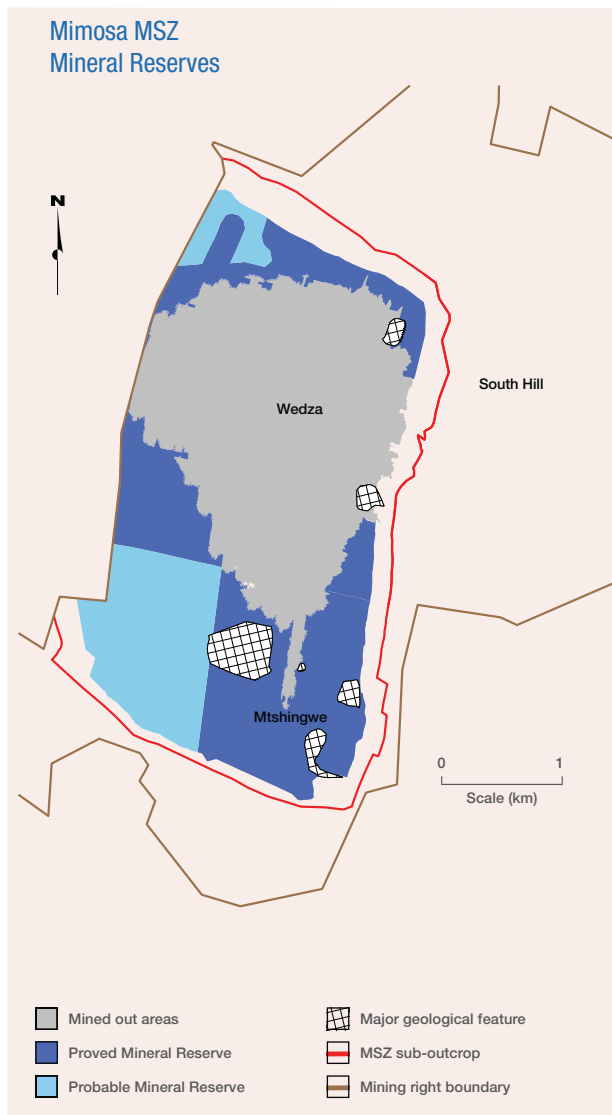 Mimosa MSZ
Mineral Reserves
N
South Hill
Wedza
Mtshingwe
0 1
Scale (km)
Mined out areas
Proved Mineral Reserve
Probable Mineral Reserve
Major geological feature
MSZ sub-outcrop
Mining right boundary